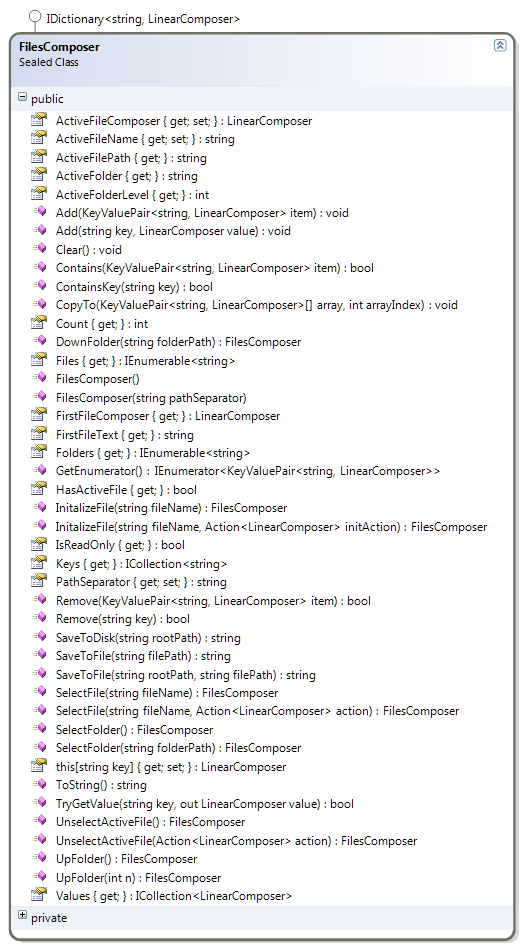 IDictionary<string, LinearComposer>
FilesComposer
Sealed Class
public
ActiveFileComposer { get; set; } : LinearComposer
ActiveFileName { get; set; } : string
ActiveFilePath { get; } : string
ActiveFolder { get; } : string
ActiveFolderLevel { get; } : int
Add(KeyValuePair<string, LinearComposer> item) : void
Add(string key, LinearComposer value) : void
Clear() : void
Contains(KeyValuePair<string, LinearComposer> item) : bool
ContainsKey(string key) : bool
CopyTo(KeyValuePair<string, LinearComposer>[] array, int arrayIndex) : void
Count { get; } : int
DownFolder(string folderPath) : FilesComposer
Files { get; } : IEnumerable<string>
FilesComposer()
FilesComposer(string pathSeparator)
FirstFileComposer { get; } : LinearComposer
FirstFileText { get; } : string
Folders { get; } : IEnumerable<string>
GetEnumerator() : IEnumerator<KeyValuePair<string, LinearComposer>>
HasActiveFile { get; } : bool
InitalizeFile(string fileName) : FilesComposer
InitalizeFile(string fileName, Action<LinearComposer> initAction) : FilesComposer
IsReadOnly { get; } : bool
Keys { get; } : ICollection<string>
PathSeparator { get; set; } : string
Remove(KeyValuePair<string, LinearComposer> item) : bool
Remove(string key) : bool
SaveToDisk(string rootPath) : string
SaveToFile(string filePath) : string
SaveToFile(string rootPath, string filePath) : string
SelectFile(string fileName) : FilesComposer
SelectFile(string fileName, Action<LinearComposer> action) : FilesComposer
SelectFolder() : FilesComposer
SelectFolder(string folderPath) : FilesComposer
this[string key] { get; set; } : LinearComposer
ToString() : string
TryGetValue(string key, out LinearComposer value) : bool
UnselectActiveFile() : FilesComposer
UnselectActiveFile(Action<LinearComposer> action) : FilesComposer
UpFolder() : FilesComposer
UpFolder(int n) : FilesComposer
Values { get; } : ICollection<LinearComposer>
private